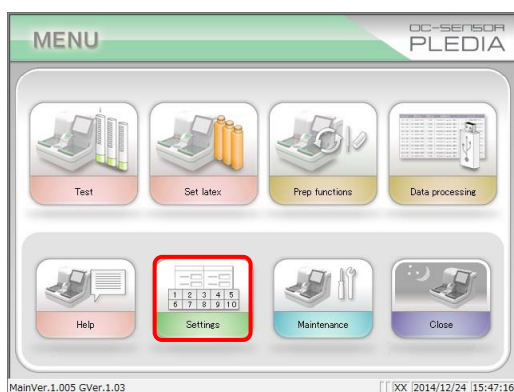 MENU
OC-SENSOR
PLEDIA
Test
Set latex
Prep functions
Data processing
1 2 3 4 5
6 7 8 9 10
Help
Settings
Maintenance
Close
MainVer.1.005 GVer.1.03
XX 2014/12/24 15:47:16